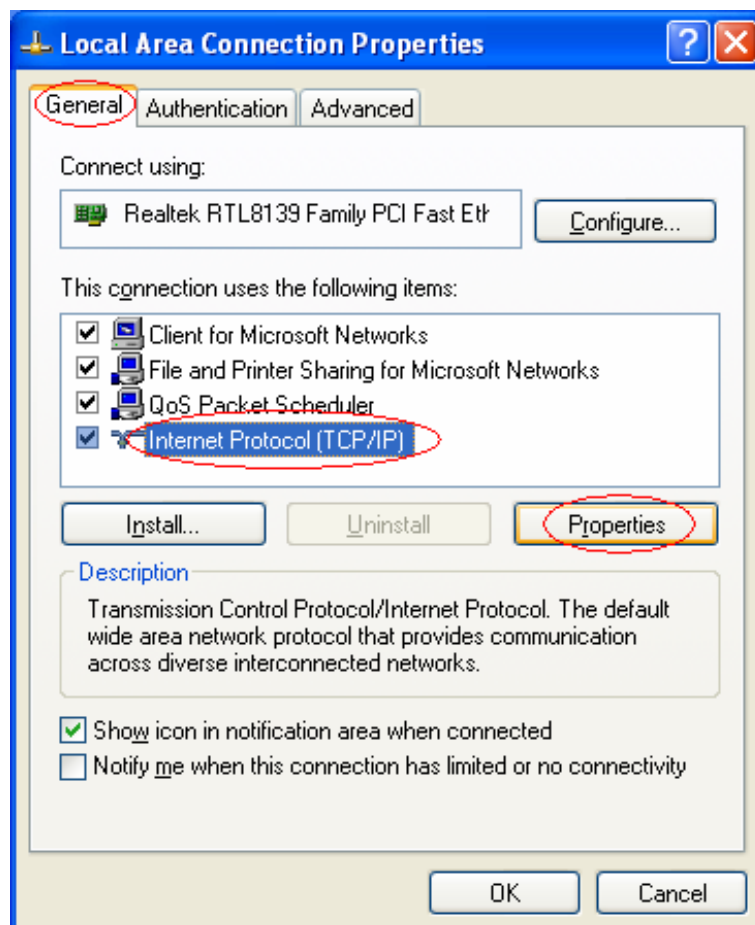 Local Area Connection Properties
General Authentication Advanced
Connect using:
Realtek RTL8139 Family PCI Fast Eth
Configure...
This connection uses the following items:
Client for Microsoft Networks
File and Printer Sharing for Microsoft Networks
QoS Packet Scheduler
Internet Protocol (TCP/IP)
Install... Uninstall Properties
Description
Transmission Control Protocol/Internet Protocol. The default
wide area network protocol that provides communication
across diverse interconnected networks.
Show icon in notification area when connected
Notify me when this connection has limited or no connectivity
OK Cancel